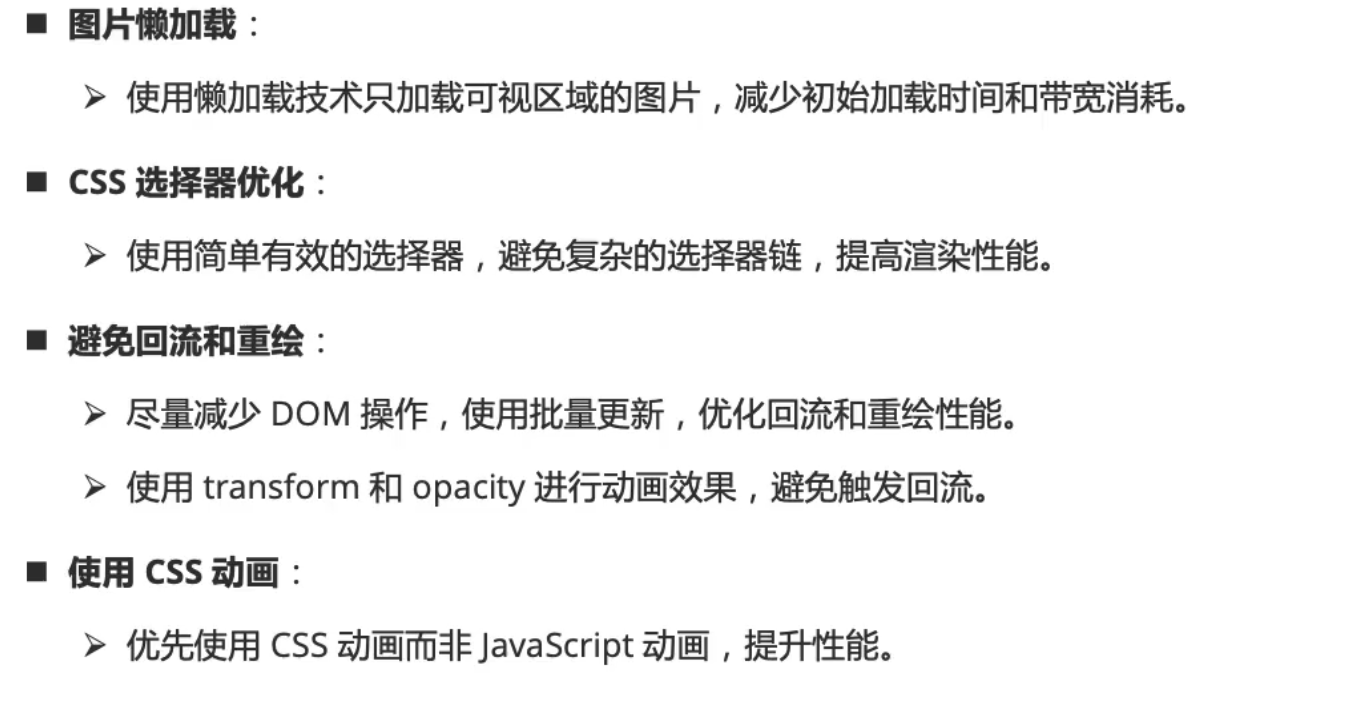 ■ 图片懒加载：
➢ 使用懒加载技术只加载可视区域的图片，减少初始加载时间和带宽消耗。
■ CSS 选择器优化：
➢ 使用简单有效的选择器，避免复杂的选择器链，提高渲染性能。
■ 避免回流和重绘：
➢ 尽量减少 DOM 操作，使用批量更新，优化回流和重绘性能。
➢ 使用 transform 和 opacity 进行动画效果，避免触发回流。
■ 使用 CSS 动画：
➢ 优先使用 CSS 动画而非 JavaScript 动画，提升性能。